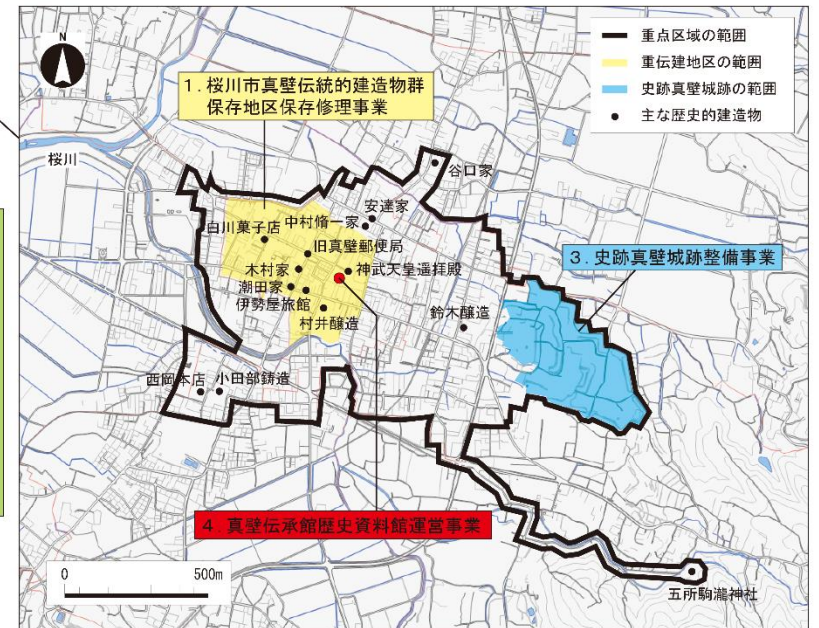 N
重点区域の範囲
重伝建地区の範囲
史跡真壁城跡の範囲
主な歴史的建造物
1.桜川市真壁伝統的建造物群
保存地区保存修理事業
桜川
谷口家
安達家
中村脩一家
白川菓子店
旧真壁郵便局
3.史跡真壁城跡整備事業
木村家
神武天皇遥拝殿
潮田家
伊勢屋旅館
鈴木醸造
村井醸造
西岡本店
小田部鋳造
4.真壁伝承館歴史資料館運営事業
0
500m
五所駒瀧神社